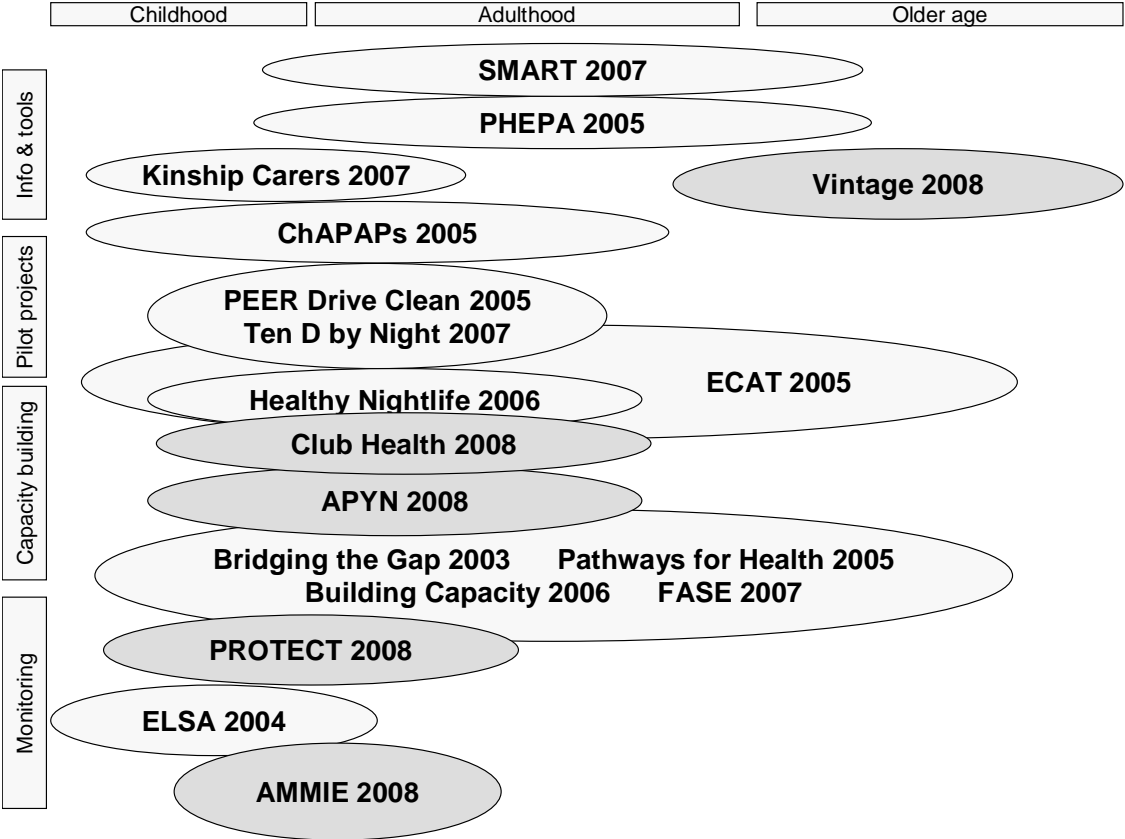 Childhood
Adulthood
Older age
Info & tools
Pilot projects
Capacity building
Monitoring
SMART 2007
PHEPA 2005
Kinship Carers 2007
Vintage 2008
ChAPAPs 2005
PEER Drive Clean 2005
Ten D by Night 2007
ECAT 2005
Healthy Nightlife 2006
Club Health 2008
APYN 2008
Bridging the Gap 2003 Pathways for Health 2005
Building Capacity 2006 FASE 2007
PROTECT 2008
ELSA 2004
AMMIE 2008